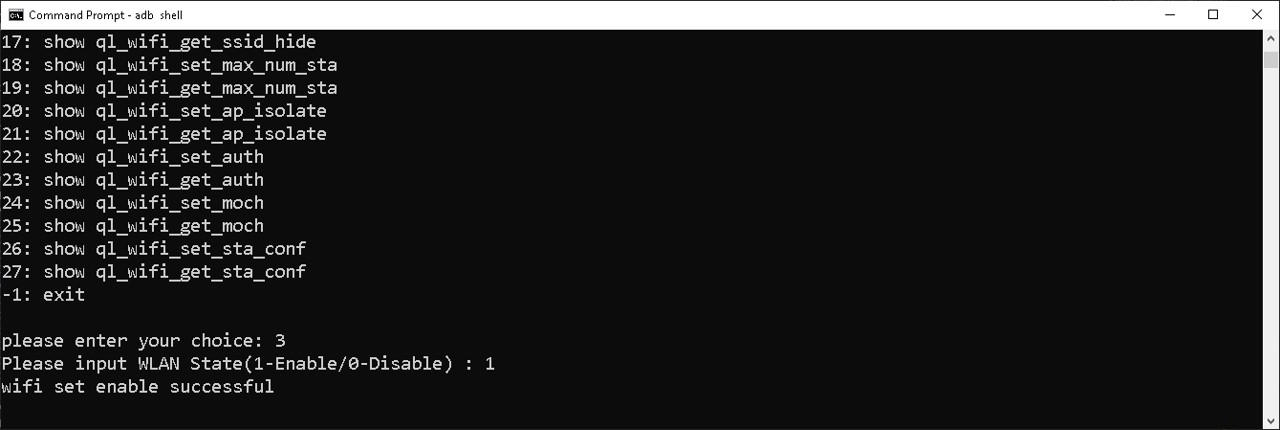 Command Prompt - adb  shell
17: show ql_wifi_get_ssid_hide
18: show ql_wifi_set_max_num_sta
19: show ql_wifi_get_max_num_sta
20: show ql_wifi_set_ap_isolate
21: show ql_wifi_get_ap_isolate
22: show ql_wifi_set_auth
23: show ql_wifi_get_auth
24: show ql_wifi_set_moch
25: show ql_wifi_get_moch
26: show ql_wifi_set_sta_conf
27: show ql_wifi_get_sta_conf
-1: exit
please enter your choice: 3
Please input WLAN State(1-Enable/0-Disable) : 1
wifi set enable successful